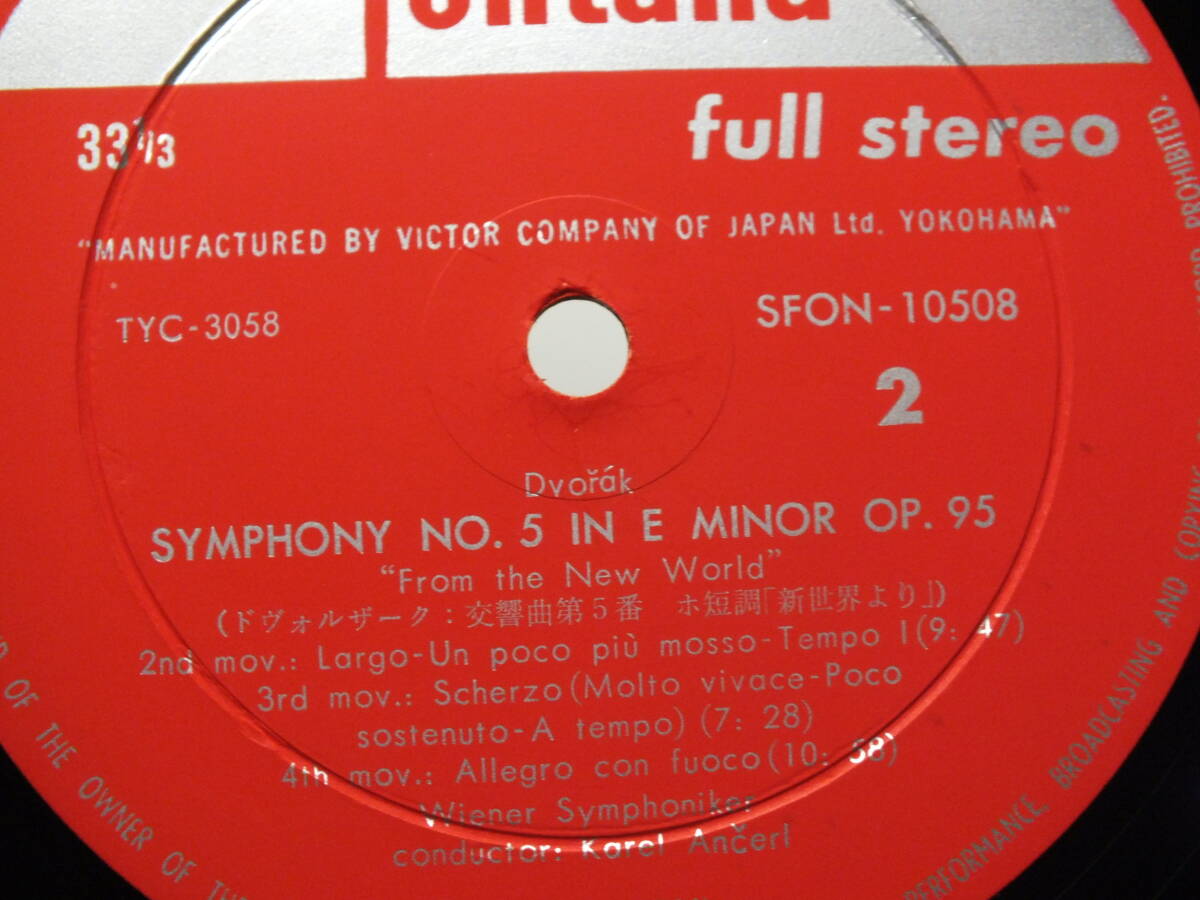 fontana
33 1/3
full stereo
"MANUFACTURED BY VICTOR COMPANY OF JAPAN Ltd. YOKOHAMA"
TYC-3058
SFON-10508
2
Dvořák
SYMPHONY NO. 5 IN E MINOR OP. 95
"From the New World"
(ドヴォルザーク: 交響曲第5番 ホ短調「新世界より」)
2nd mov.: Largo-Un poco più mosso-Tempo I (9: 47)
3rd mov.: Scherzo (Molto vivace-Poco
sostenuto-A tempo) (7: 28)
4th mov.: Allegro con fuoco (10: 58)
Wiener Symphoniker
conductor: Karel Ančerl
OF THE OWNER OF
PERFORMANCE, BROADCASTING AND
PROHIBITED.